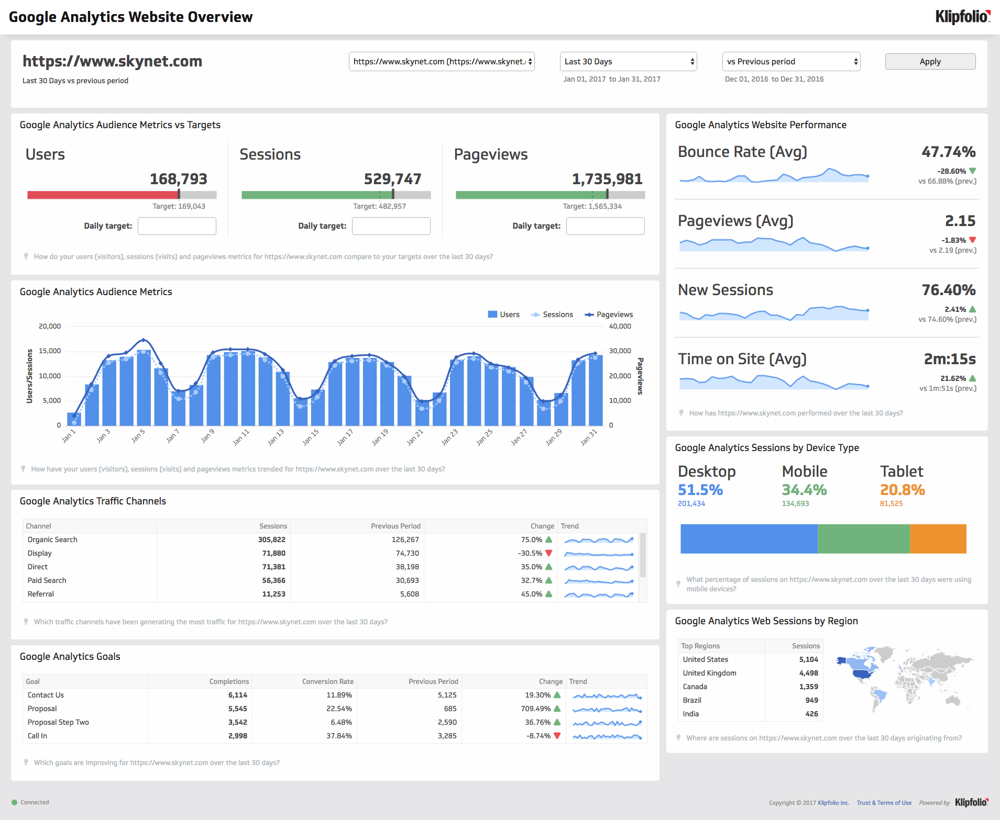 Google Analytics Website Overview
Klipfolio
https://www.skynet.com
Last 30 Days vs previous period
https://www.skynet.com (https://www.skynet.
Last 30 Days
Jan 01, 2017 to Jan 31, 2017
vs Previous period
Dec 01, 2016 to Dec 31, 2016
Apply
Google Analytics Audience Metrics vs Targets
Users
168,793
Target: 169,043
Daily target:
Sessions
529,747
Target: 482,957
Daily target:
Pageviews
1,735,981
Target: 1,565,334
Daily target:
How do your users (visitors), sessions (visits) and pageviews metrics for https://www.skynet.com compare to your targets over the last 30 days?
Google Analytics Audience Metrics
Users Sessions Pageviews
Users/Sessions
20,000
15,000
10,000
5,000
0
40,000
30,000
20,000
10,000
0
Pageviews
Jan 1 Jan 3 Jan 5 Jan 7 Jan 9 Jan 11 Jan 13 Jan 15 Jan 17 Jan 19 Jan 21 Jan 23 Jan 25 Jan 27 Jan 29 Jan 31
How have your users (visitors), sessions (visits) and pageviews metrics trended for https://www.skynet.com over the last 30 days?
Google Analytics Traffic Channels
Channel Sessions Previous Period Change Trend
Organic Search 305,822 126,267 75.0%
Display 71,880 74,730 -30.5%
Direct 71,381 38,198 35.0%
Paid Search 56,366 30,693 32.7%
Referral 11,253 5,608 45.0%
Which traffic channels have been generating the most traffic for https://www.skynet.com over the last 30 days?
Google Analytics Goals
Goal Completions Conversion Rate Previous Period Change Trend
Contact Us 6,114 11.89% 5,125 19.30%
Proposal 5,545 22.54% 685 709.49%
Proposal Step Two 3,542 6.48% 2,590 36.76%
Call In 2,998 37.84% 3,285 -8.74%
Which goals are improving for https://www.skynet.com over the last 30 days?
Google Analytics Website Performance
Bounce Rate (Avg) 47.74%
-28.60%
vs 66.88% (prev.)
Pageviews (Avg) 2.15
-1.83%
vs 2.19 (prev.)
New Sessions 76.40%
2.41%
vs 74.60% (prev.)
Time on Site (Avg) 2m:15s
21.62%
vs 1m:51s (prev.)
How has https://www.skynet.com performed over the last 30 days?
Google Analytics Sessions by Device Type
Desktop Mobile Tablet
51.5% 34.4% 20.8%
201,434 134,693 81,525
What percentage of sessions on https://www.skynet.com over the last 30 days were using
mobile devices?
Google Analytics Web Sessions by Region
Top Regions Sessions
United States 5,104
United Kingdom 4,498
Canada 1,359
Brazil 949
India 426
Where are sessions on https://www.skynet.com over the last 30 days originating from?
Connected
Copyright © 2017 Klipfolio Inc. Trust & Terms of Use Powered by Klipfolio